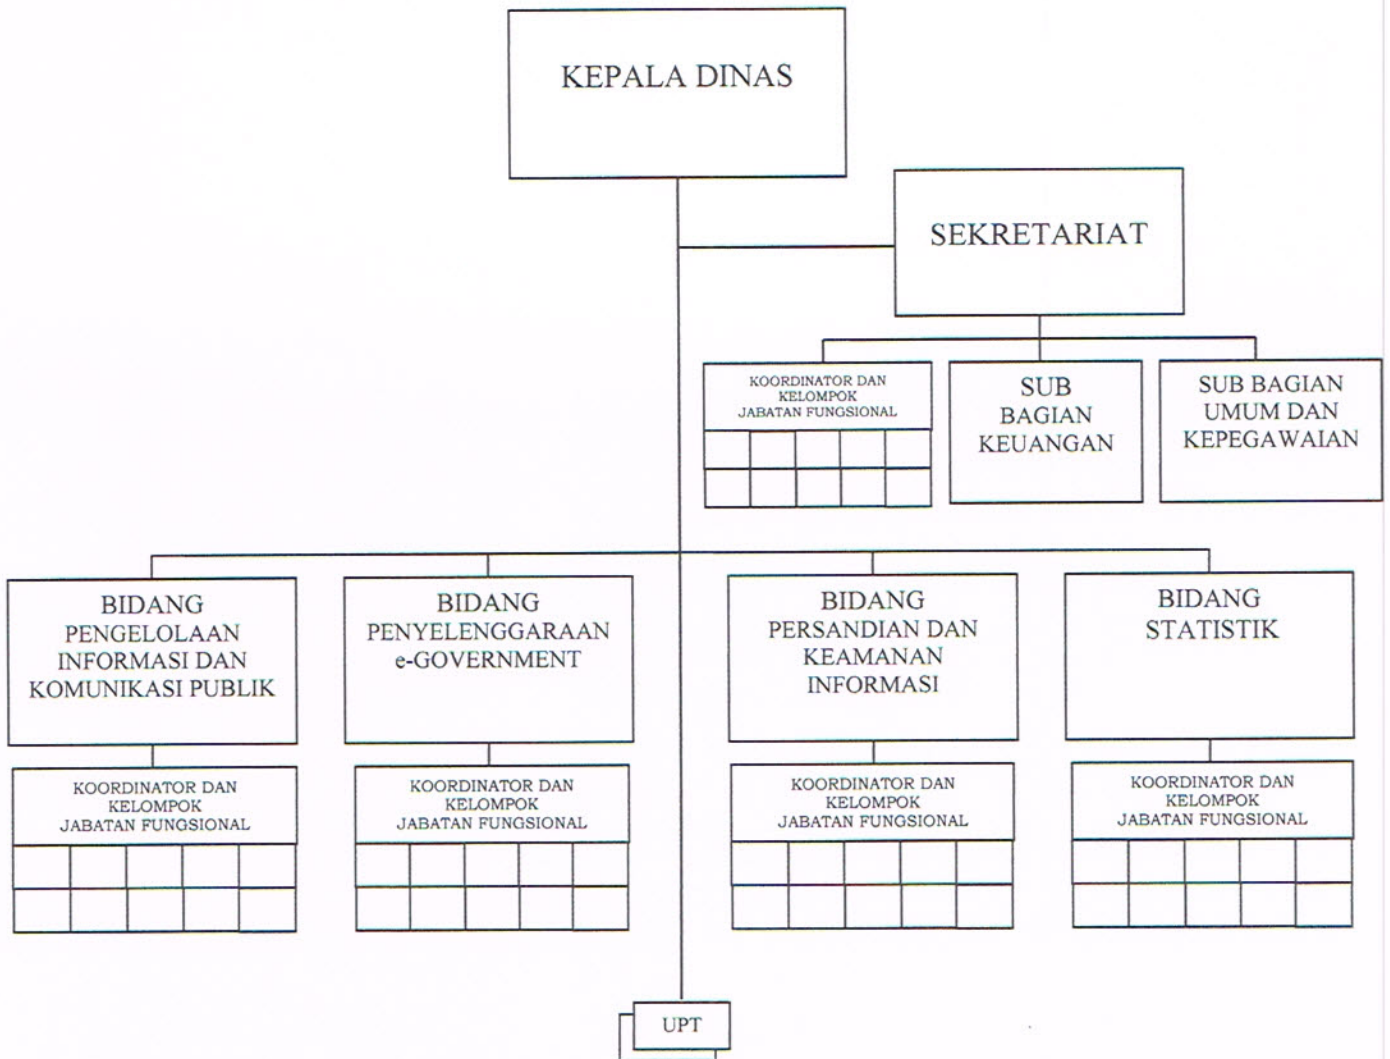 KEPALA DINAS
SEKRETARIAT
KOORDINATOR DAN
KELOMPOK
JABATAN FUNGSIONAL
SUB
BAGIAN
KEUANGAN
SUB BAGIAN
UMUM DAN
KEPEGAWAIAN
BIDANG
PENGELOLAAN
INFORMASI DAN
KOMUNIKASI PUBLIK
BIDANG
PENYELENGGARAAN
e-GOVERNMENT
BIDANG
PERSANDIAN DAN
KEAMANAN
INFORMASI
BIDANG
STATISTIK
KOORDINATOR DAN
KELOMPOK
JABATAN FUNGSIONAL
KOORDINATOR DAN
KELOMPOK
JABATAN FUNGSIONAL
KOORDINATOR DAN
KELOMPOK
JABATAN FUNGSIONAL
KOORDINATOR DAN
KELOMPOK
JABATAN FUNGSIONAL
UPT